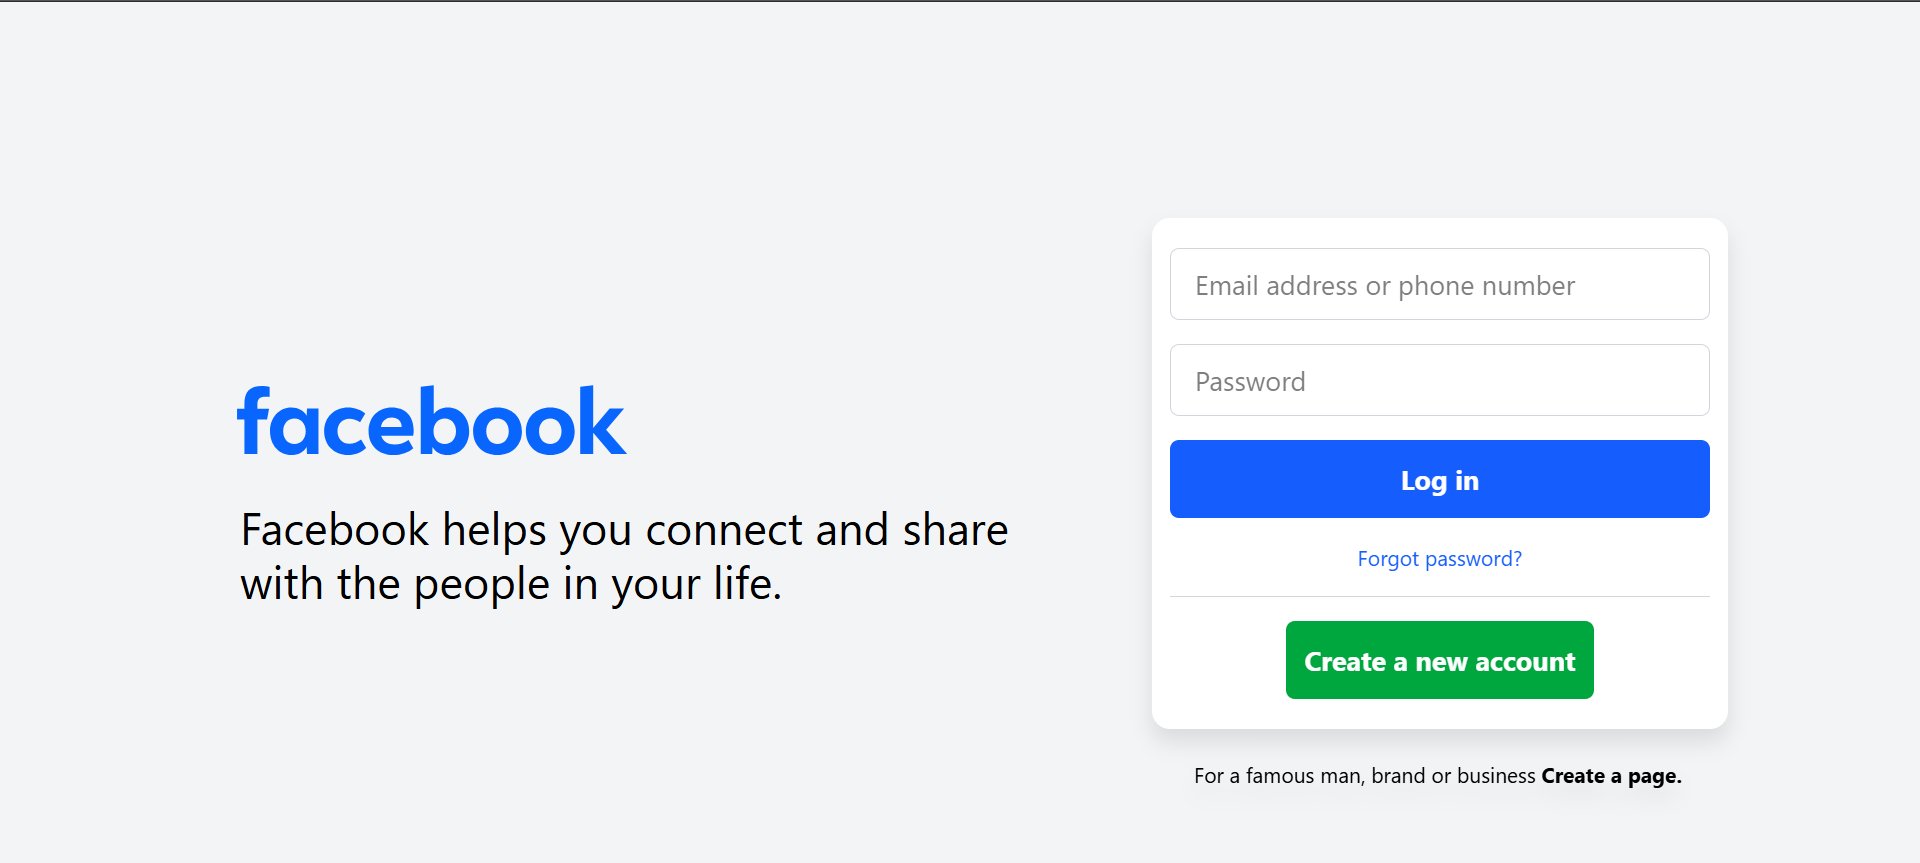 facebook
Facebook helps you connect and share
with the people in your life.
Email address or phone number
Password
Log in
Forgot password?
Create a new account
For a famous man, brand or business Create a page.